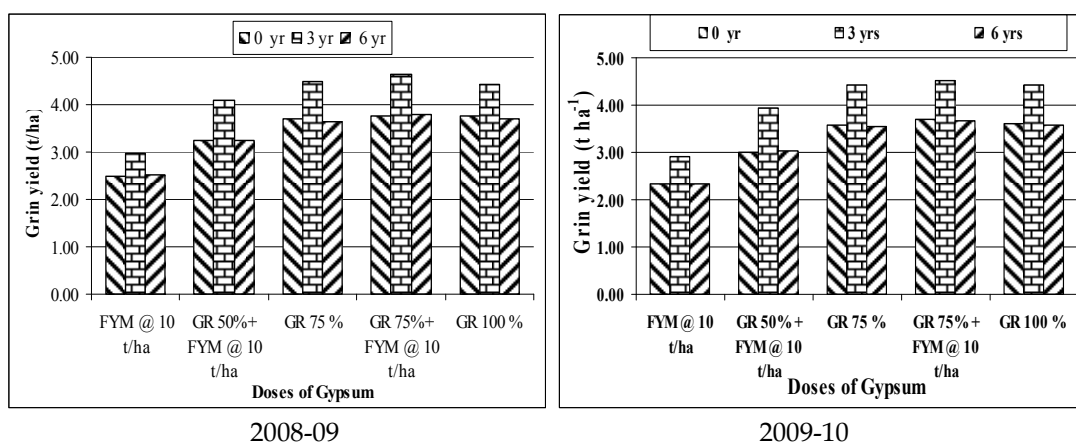 0 yr 3 yr 6 yr
5.00
4.00
3.00
2.00
1.00
0.00
Grin yield (t/ha)
FYM @ 10
t/ha
GR 50%+
FYM @ 10
t/ha
GR 75 %
GR 75%+
FYM @ 10
t/ha
GR 100 %
Doses of Gypsum
2008-09
0 yr 3 yrs 6 yrs
5.00
4.00
3.00
2.00
1.00
0.00
Grin yield (t ha⁻¹)
FYM @ 10
t/ha
GR 50% +
FYM @ 10
t/ha
GR 75 %
GR 75% +
FYM @ 10
t/ha
GR 100 %
Doses of Gypsum
2009-10